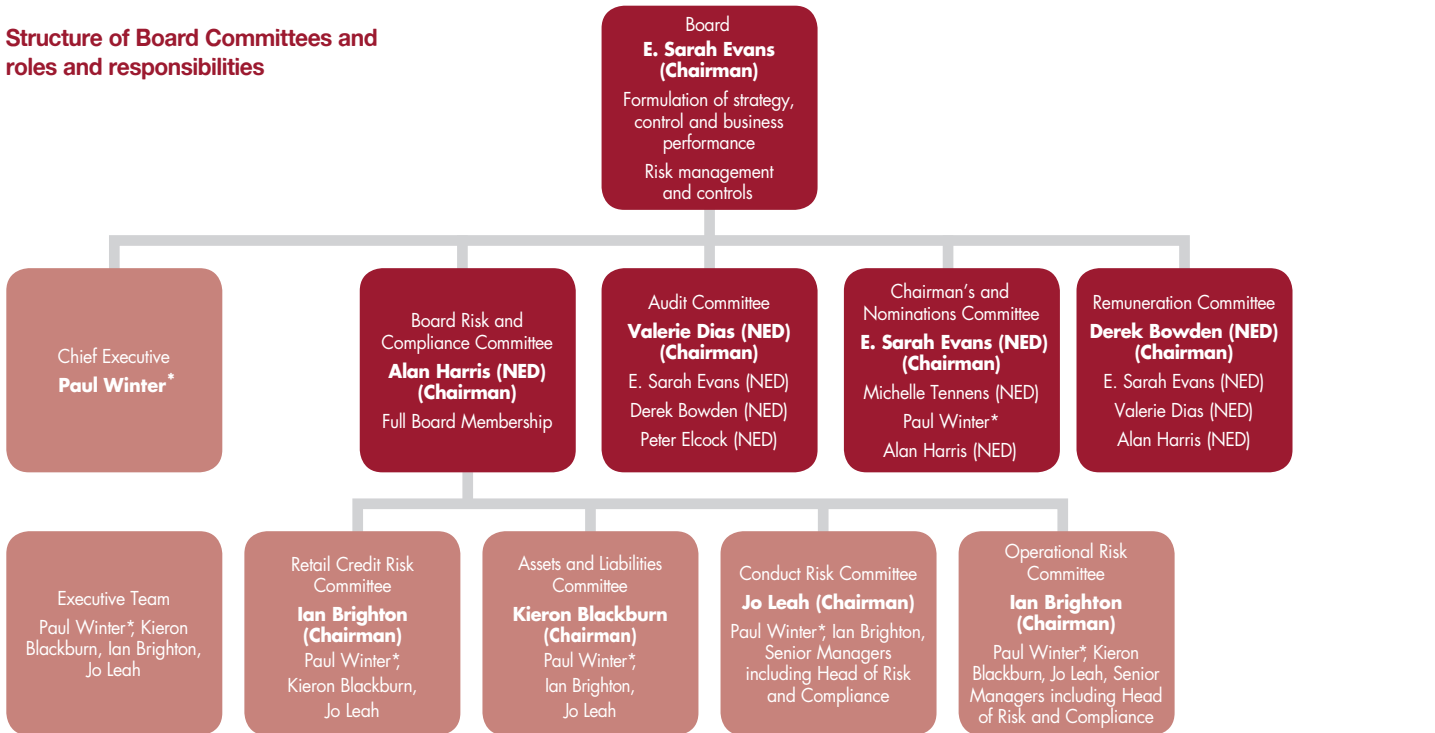 Structure of Board Committees and
roles and responsibilities
Board
E. Sarah Evans
(Chairman)
Formulation of strategy,
control and business
performance
Risk management
and controls
Chief Executive
Paul Winter*
Board Risk and
Compliance Committee
Alan Harris (NED)
(Chairman)
Full Board Membership
Audit Committee
Valerie Dias (NED)
(Chairman)
E. Sarah Evans (NED)
Derek Bowden (NED)
Peter Elcock (NED)
Chairman's and
Nominations Committee
E. Sarah Evans (NED)
(Chairman)
Michelle Tennens (NED)
Paul Winter*
Alan Harris (NED)
Remuneration Committee
Derek Bowden (NED)
(Chairman)
E. Sarah Evans (NED)
Valerie Dias (NED)
Alan Harris (NED)
Executive Team
Paul Winter*, Kieron
Blackburn, Ian Brighton,
Jo Leah
Retail Credit Risk
Committee
Ian Brighton
(Chairman)
Paul Winter*,
Kieron Blackburn,
Jo Leah
Assets and Liabilities
Committee
Kieron Blackburn
(Chairman)
Paul Winter*,
Ian Brighton,
Jo Leah
Conduct Risk Committee
Jo Leah (Chairman)
Paul Winter*, Ian Brighton,
Senior Managers
including Head of Risk
and Compliance
Operational Risk
Committee
Ian Brighton
(Chairman)
Paul Winter*, Kieron
Blackburn, Jo Leah, Senior
Managers including Head
of Risk and Compliance